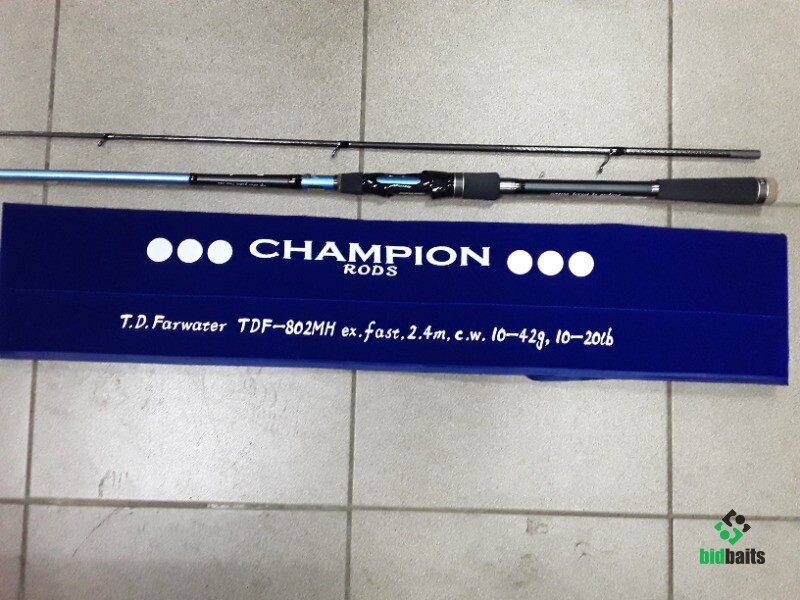 CHAMPION
RODS
T.D. Farwater TDF-802MH ex.fast, 2.4m, c.w. 10-42g, 10-20lb
bidbaits